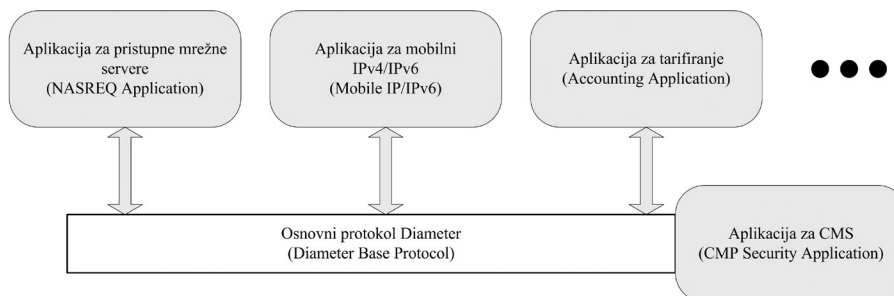 Aplikacija za pristupne mrežne
servere
(NASREQ Application)
Aplikacija za mobilni
IPv4/IPv6
(Mobile IP/IPv6)
Aplikacija za tarifiranje
(Accounting Application)
Osnovni protokol Diameter
(Diameter Base Protocol)
Aplikacija za CMS
(CMP Security Application)